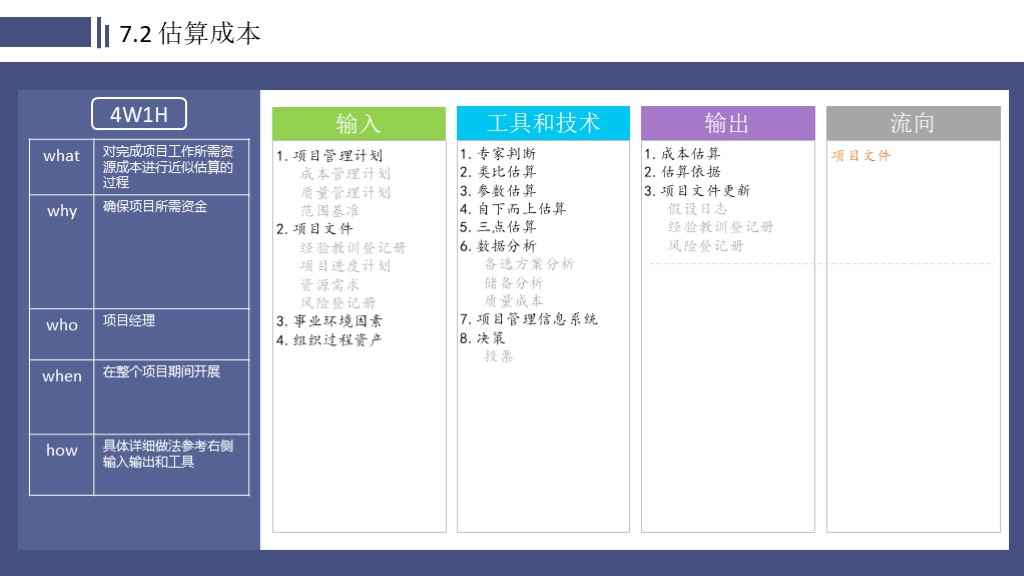 7.2 估算成本
4W1H
what
对完成项目工作所需资
源成本进行近似估算的
过程
why
确保项目所需资金
who
项目经理
when
在整个项目期间开展
how
具体详细做法参考右侧
输入输出和工具
输入
1. 项目管理计划
成本管理计划
质量管理计划
范围基准
2. 项目文件
经验教训登记册
项目进度计划
资源需求
风险登记册
3. 事业环境因素
4. 组织过程资产
工具和技术
1. 专家判断
2. 类比估算
3. 参数估算
4. 自下而上估算
5. 三点估算
6. 数据分析
备选方案分析
储备分析
质量成本
7. 项目管理信息系统
8. 决策
投票
输出
1. 成本估算
2. 估算依据
3. 项目文件更新
假设日志
经验教训登记册
风险登记册
流向
项目文件